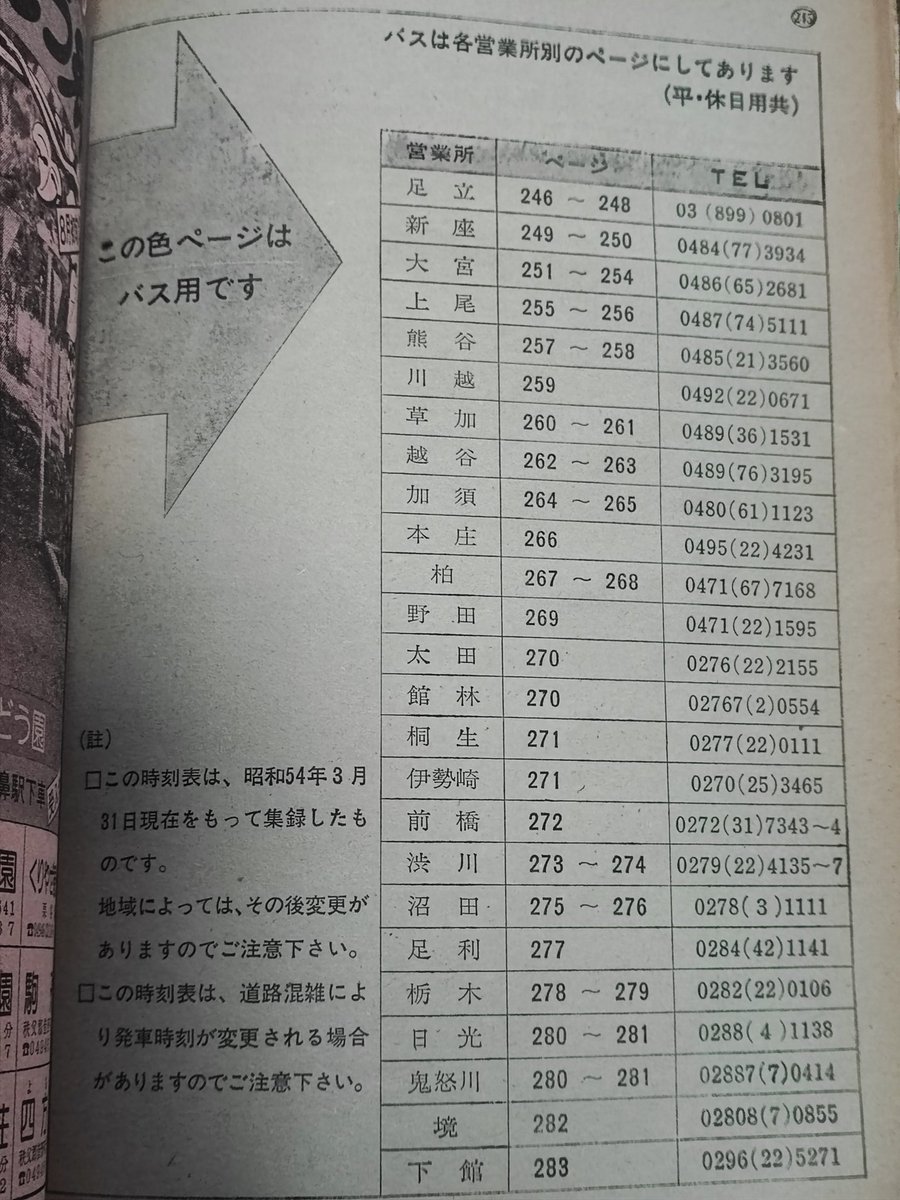 245
バスは各営業所別のページにしてあります
(平・休日用共)
この色ページは
バス用です
営業所 ページ TEL
足立 246 〜 248 03 (899) 0801
新座 249 〜 250 0484(77)3934
大宮 251 〜 254 0486(65)2681
上尾 255 〜 256 0487(74)5111
熊谷 257 〜 258 0485(21)3560
川越 259 0492(22)0671
草加 260 〜 261 0489(36)1531
越谷 262 〜 263 0489(76)3195
加須 264 〜 265 0480(61)1123
本庄 266 0495(22)4231
柏 267 〜 268 0471(67)7168
野田 269 0471(22)1595
太田 270 0276(22)2155
館林 270 02767(2)0554
桐生 271 0277(22)0111
伊勢崎 271 0270(25)3465
前橋 272 0272(31)7343〜4
渋川 273 〜 274 0279(22)4135〜7
沼田 275 〜 276 0278(3)1111
足利 277 0284(42)1141
栃木 278 〜 279 0282(22)0106
日光 280 〜 281 0288(4)1138
鬼怒川 280 〜 281 02887(7)0414
境 282 02808(7)0855
下館 283 0296(22)5271
(註)
□この時刻表は、昭和54年3月
31日現在をもって集録したも
のです。
地域によっては、その後変更が
ありますのでご注意下さい。
□この時刻表は、道路混雑によ
り発車時刻が変更される場合
がありますのでご注意下さい。
どう園
鼻駅下車
園
駒
四